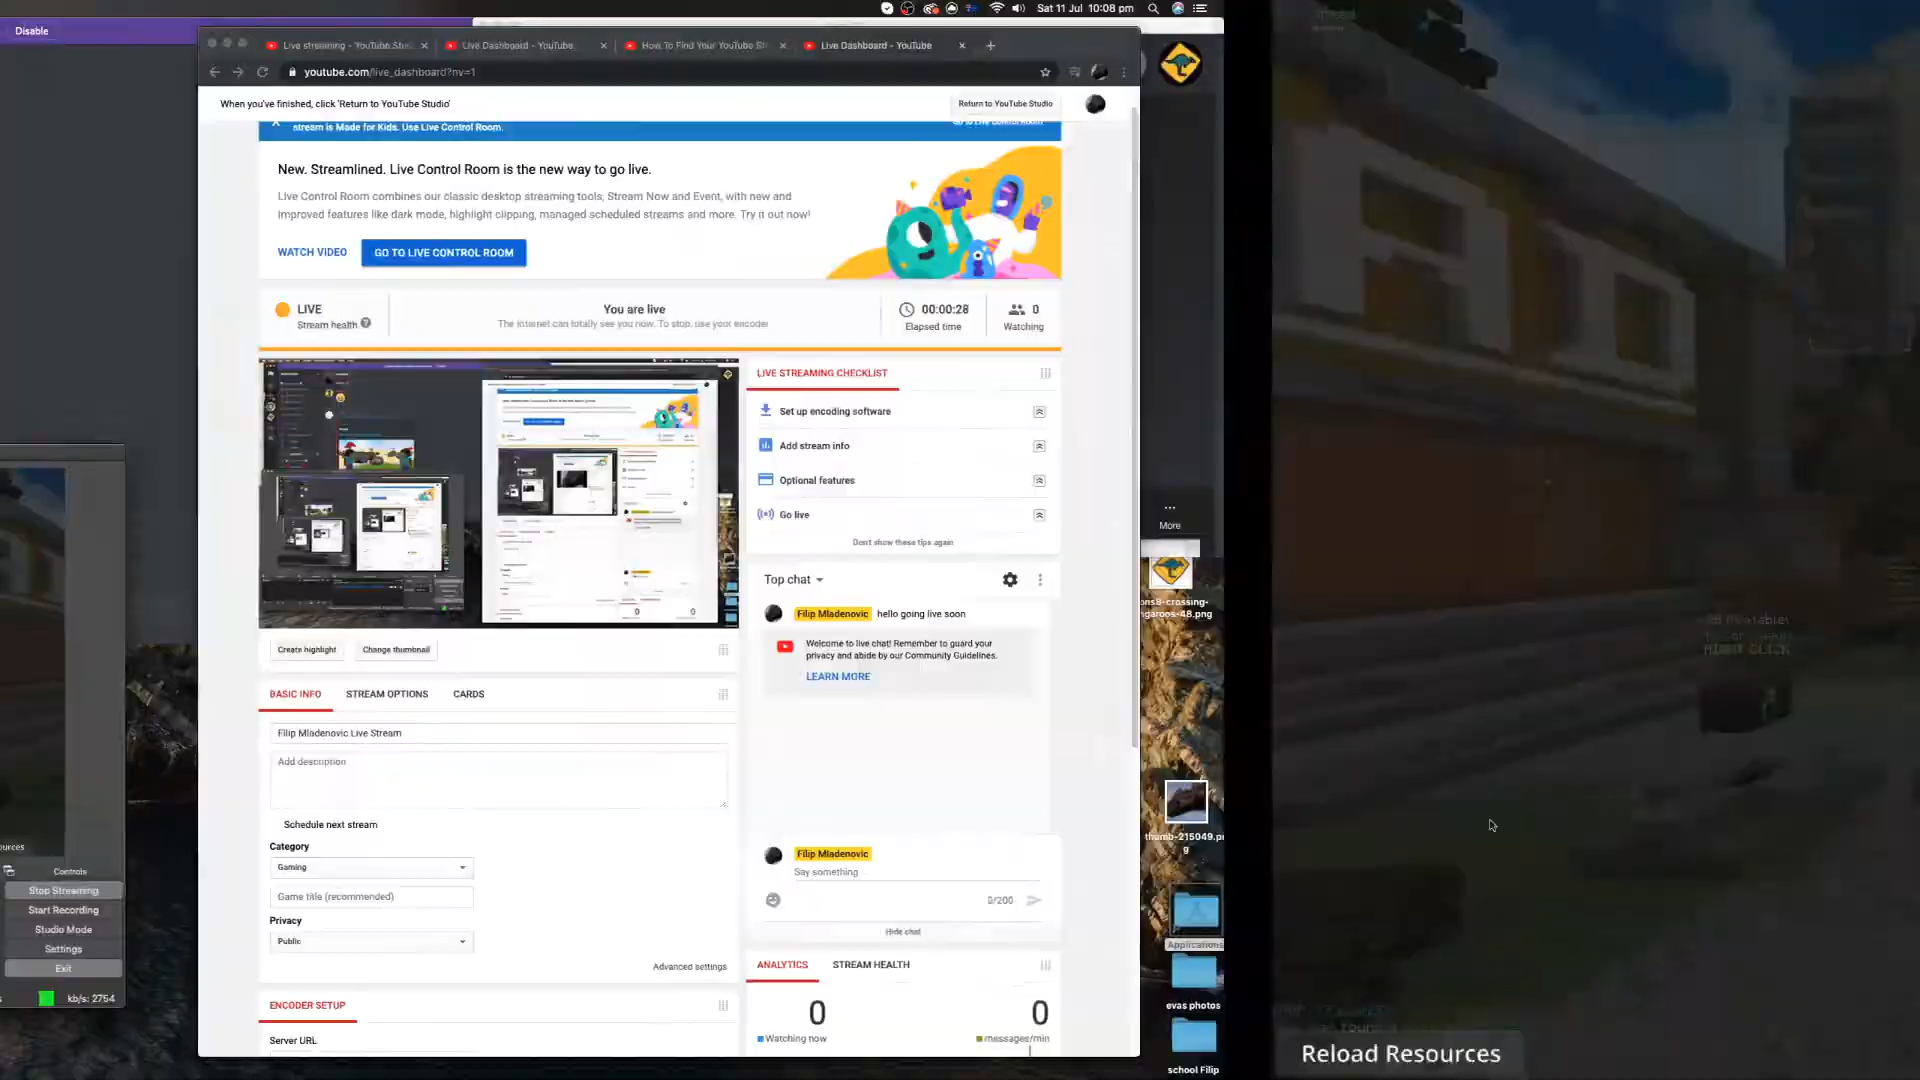 Sat 11 Jul 10:08 pm
Disable
Live streaming - YouTube Stu
Live Dashboard - YouTube
How To Find Your YouTube St
Live Dashboard - YouTube
youtube.com/live_dashboard?nv=1
When you've finished, click 'Return to YouTube Studio'
Return to YouTube Studio
stream is Made for Kids. Use Live Control Room.
New. Streamlined. Live Control Room is the new way to go live.
Live Control Room combines our classic desktop streaming tools; Stream Now and Event, with new and
improved features like dark mode, highlight clipping, managed scheduled streams and more. Try it out now!
WATCH VIDEO
GO TO LIVE CONTROL ROOM
LIVE
Stream health
You are live
The internet can totally see you now. To stop, use your encoder
00:00:28
Elapsed time
0
Watching
LIVE STREAMING CHECKLIST
Set up encoding software
Add stream info
Optional features
Go live
Don't show these tips again
Top chat
Filip Mladenovic hello going live soon
Welcome to live chat! Remember to guard your
privacy and abide by our Community Guidelines.
LEARN MORE
Create highlight
Change thumbnail
BASIC INFO
STREAM OPTIONS
CARDS
Filip Mladenovic Live Stream
Add description
Schedule next stream
Category
Gaming
Game title (recommended)
Privacy
Public
Advanced settings
ENCODER SETUP
Server URL
Filip Mladenovic
Say something
0/200
Hide chat
ANALYTICS
STREAM HEALTH
0
Watching now
0
messages/min
ources
Controls
Stop Streaming
Start Recording
Studio Mode
Settings
Exit
kb/s: 2754
More
ons8-crossing-
ngaroos-48.png
thumb-215049.pn
g
Applications
evas photos
school Filip
RIGHT CLICK
Reload Resources